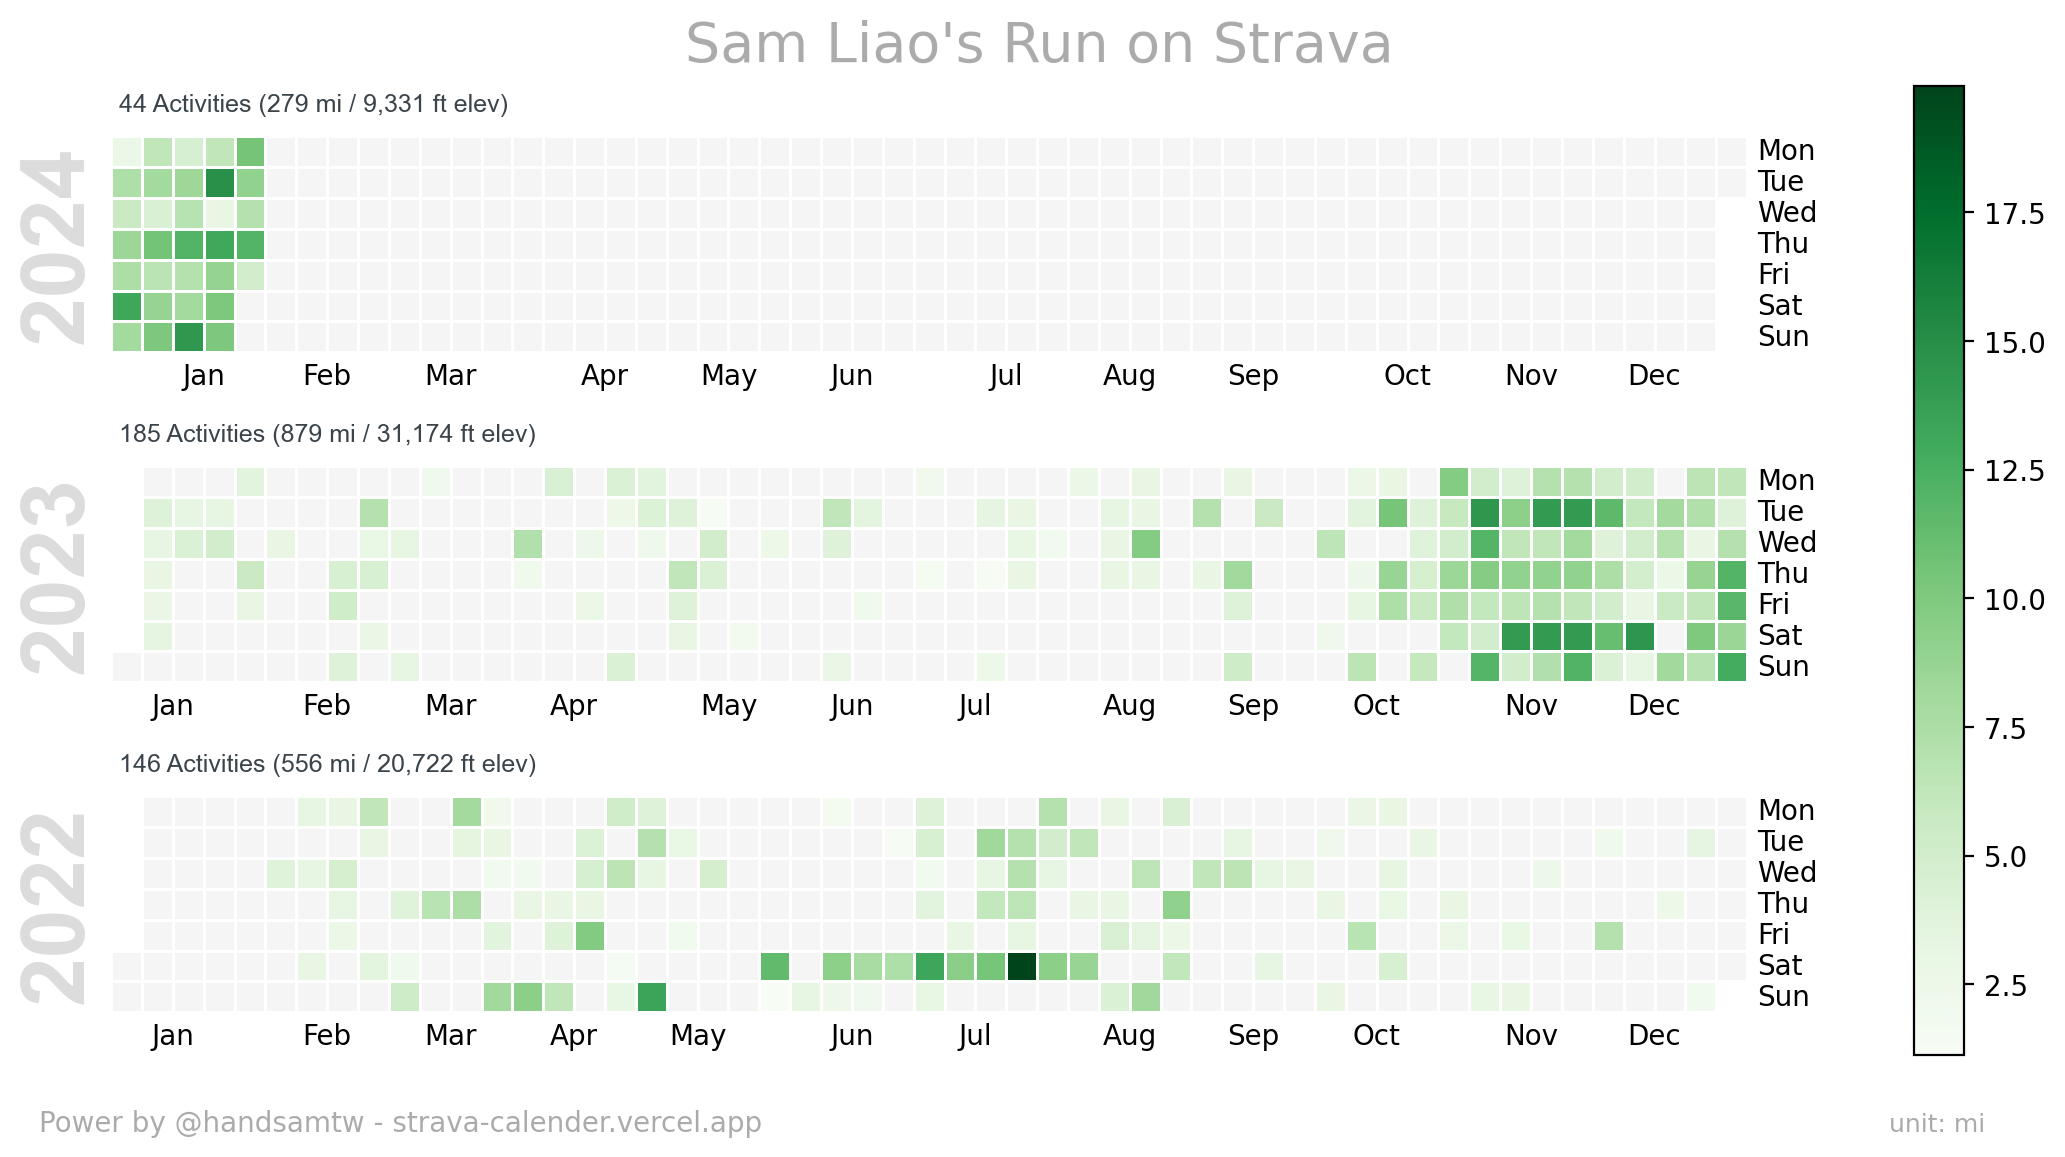 Sam Liao's Run on Strava
44 Activities (279 mi / 9,331 ft elev)
2024
Mon
Tue
Wed
Thu
Fri
Sat
Sun
Jan Feb Mar Apr May Jun Jul Aug Sep Oct Nov Dec
185 Activities (879 mi / 31,174 ft elev)
2023
Mon
Tue
Wed
Thu
Fri
Sat
Sun
Jan Feb Mar Apr May Jun Jul Aug Sep Oct Nov Dec
146 Activities (556 mi / 20,722 ft elev)
2022
Mon
Tue
Wed
Thu
Fri
Sat
Sun
Jan Feb Mar Apr May Jun Jul Aug Sep Oct Nov Dec
17.5
15.0
12.5
10.0
7.5
5.0
2.5
Power by @handsamtw - strava-calender.vercel.app
unit: mi